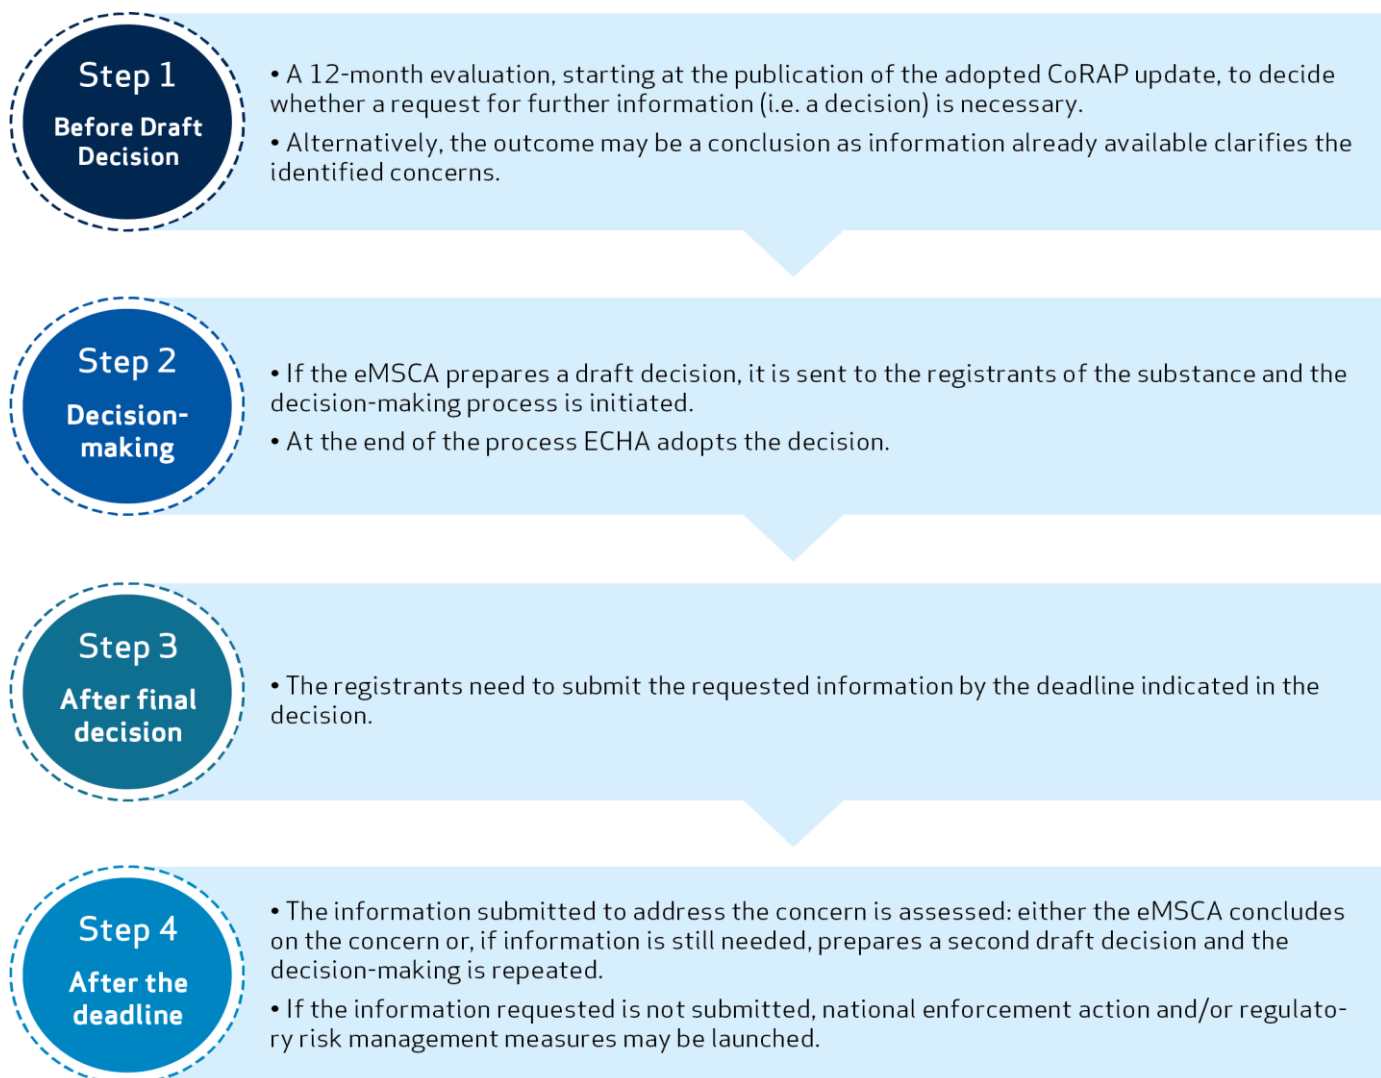 Step 1
Before Draft
Decision
• A 12-month evaluation, starting at the publication of the adopted CoRAP update, to decide
whether a request for further information (i.e. a decision) is necessary.
• Alternatively, the outcome may be a conclusion as information already available clarifies the
identified concerns.
Step 2
Decision-
making
• If the eMSCA prepares a draft decision, it is sent to the registrants of the substance and the
decision-making process is initiated.
• At the end of the process ECHA adopts the decision.
Step 3
After final
decision
• The registrants need to submit the requested information by the deadline indicated in the
decision.
Step 4
After the
deadline
• The information submitted to address the concern is assessed: either the eMSCA concludes
on the concern or, if information is still needed, prepares a second draft decision and the
decision-making is repeated.
• If the information requested is not submitted, national enforcement action and/or regulato-
ry risk management measures may be launched.